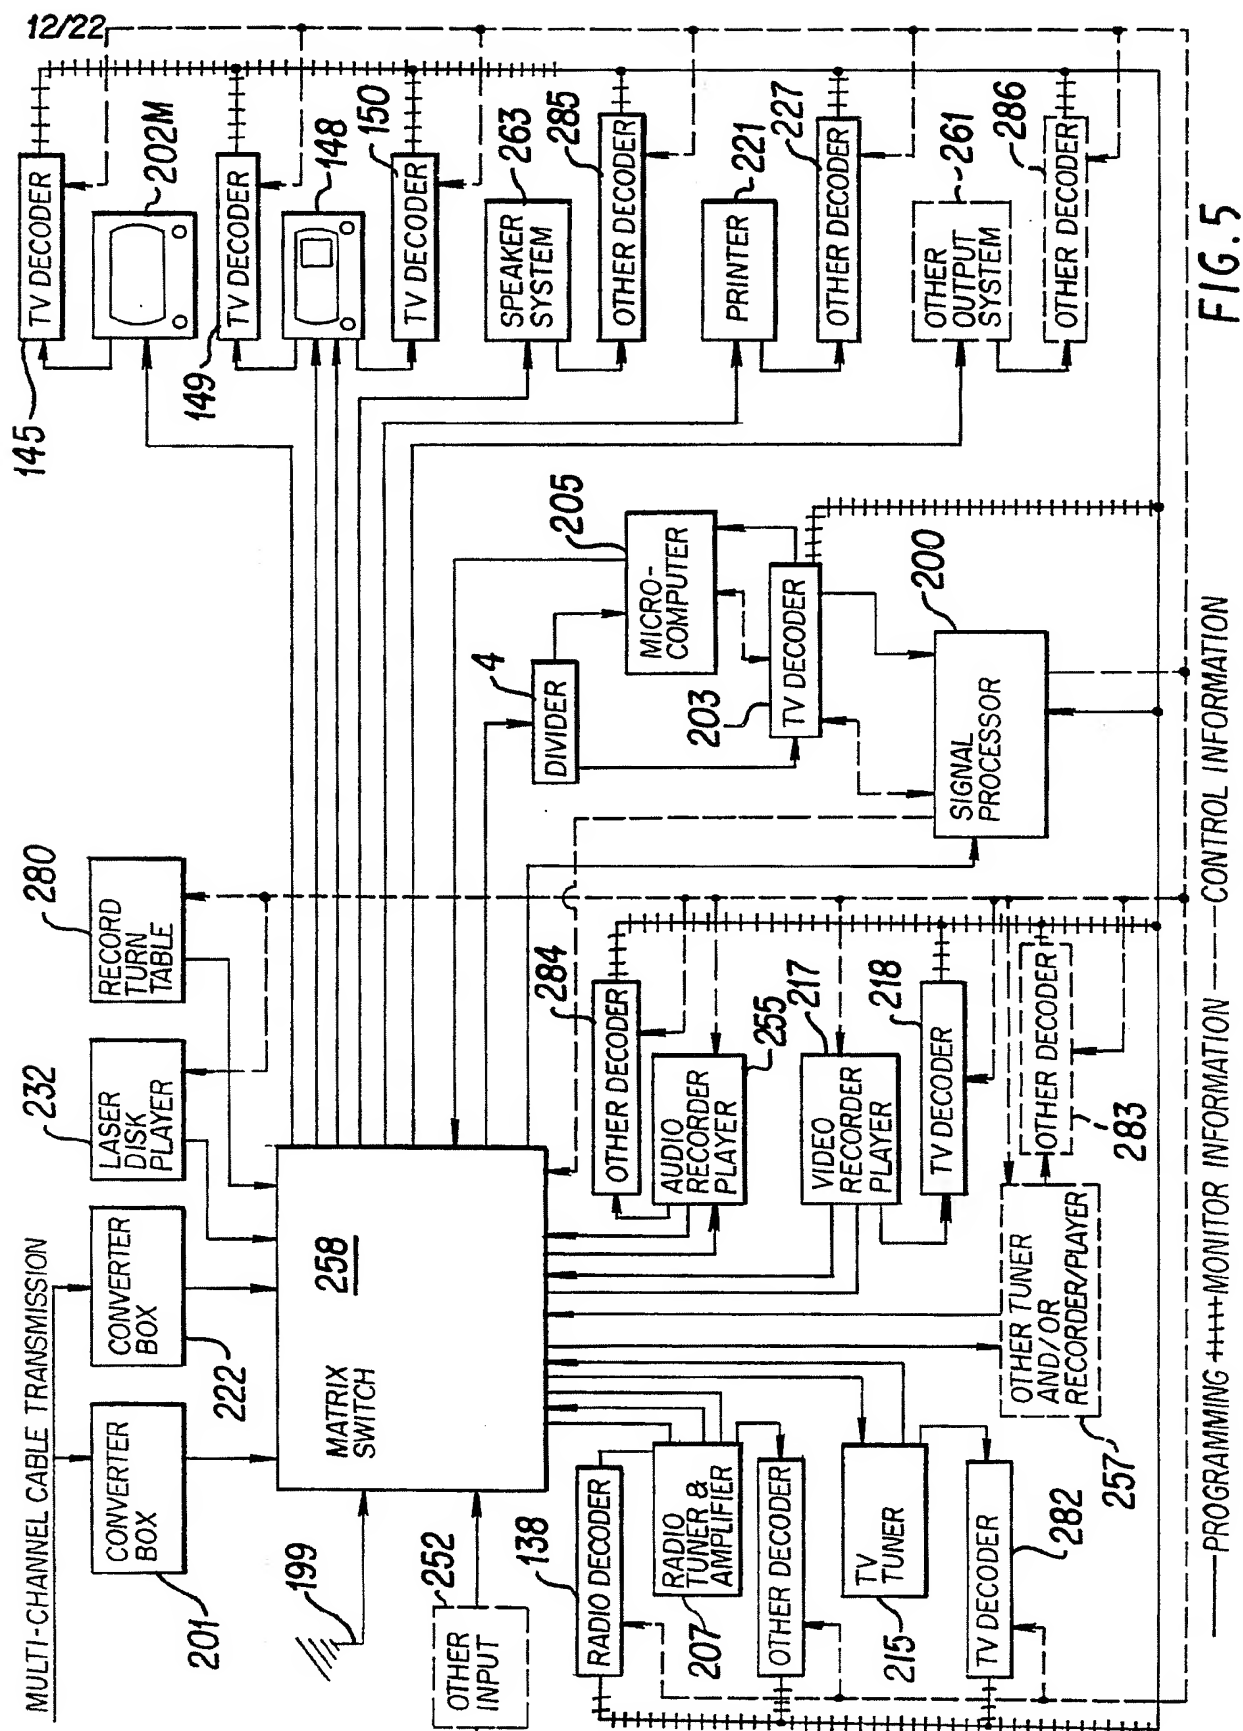 12/22
MULTI-CHANNEL CABLE TRANSMISSION
CONVERTER
BOX
201
CONVERTER
BOX
222
LASER
DISK
PLAYER
232
RECORD
TURN
TABLE
280
199
OTHER
INPUT
252
MATRIX
SWITCH
258
TV DECODER
145
202M
TV DECODER
149
148
TV DECODER
150
SPEAKER
SYSTEM
263
OTHER DECODER
285
PRINTER
221
OTHER DECODER
227
OTHER
OUTPUT
SYSTEM
261
OTHER DECODER
286
DIVIDER
4
MICRO-
COMPUTER
205
TV DECODER
203
SIGNAL
PROCESSOR
200
OTHER DECODER
284
AUDIO
RECORDER
PLAYER
255
VIDEO
RECORDER
PLAYER
217
TV DECODER
218
OTHER DECODER
283
OTHER TUNER
AND/OR
RECORDER/PLAYER
257
RADIO DECODER
138
RADIO
TUNER &
AMPLIFIER
207
OTHER DECODER
TV
TUNER
215
TV DECODER
282
PROGRAMMING MONITOR INFORMATION CONTROL INFORMATION
FIG. 5